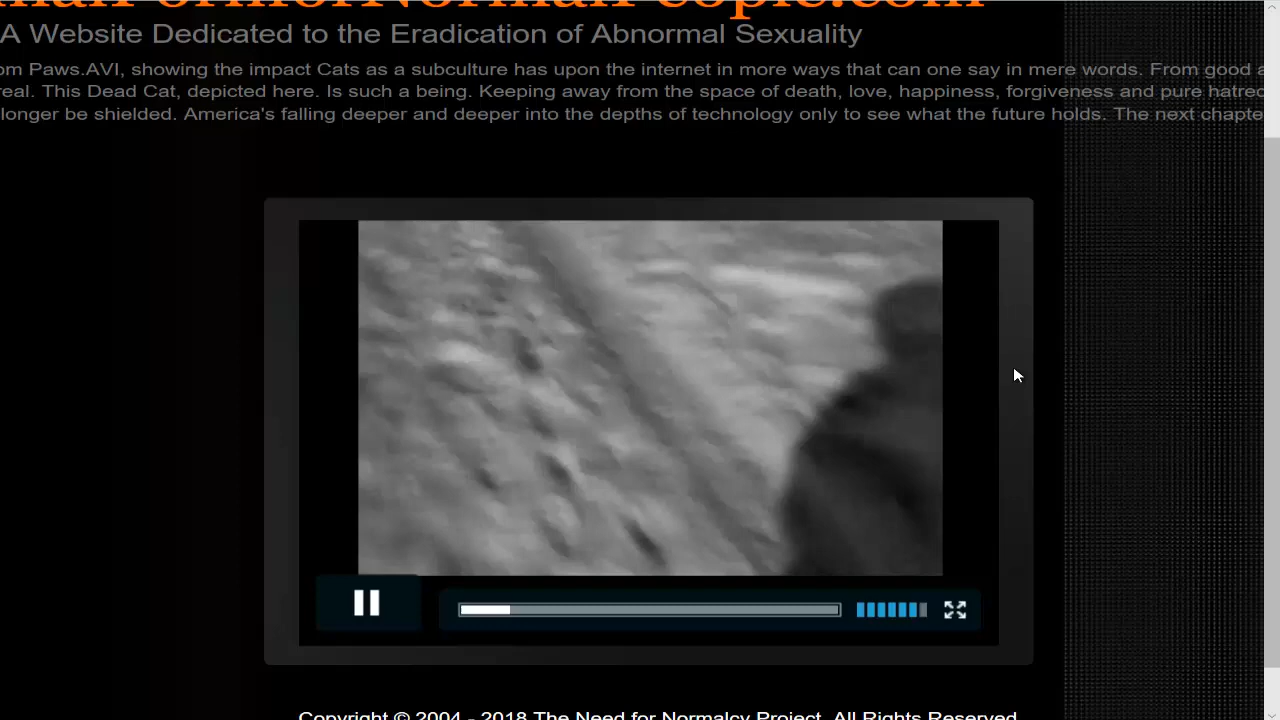 NormalPornforNormalPeople.com
A Website Dedicated to the Eradication of Abnormal Sexuality
om Paws.AVI, showing the impact Cats as a subculture has upon the internet in more ways that can one say in mere words. From good a
real. This Dead Cat, depicted here. Is such a being. Keeping away from the space of death, love, happiness, forgiveness and pure hatred
longer be shielded. America's falling deeper and deeper into the depths of technology only to see what the future holds. The next chapte
Copyright © 2004 - 2018 The Need for Normalcy Project. All Rights Reserved